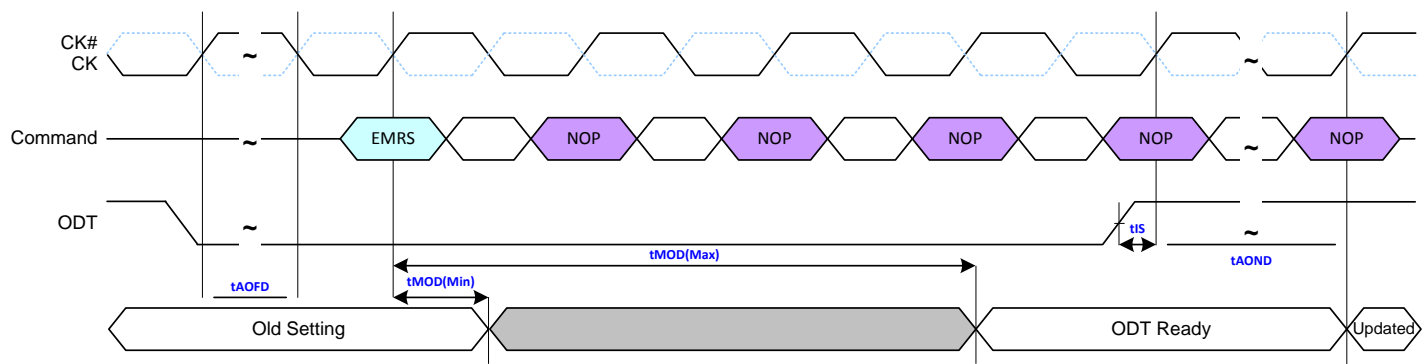 CK#
CK
~
~
Command
EMRS
NOP
NOP
NOP
NOP
NOP
~
~
ODT
~
~
tIS
tAOND
tMOD(Max)
tMOD(Min)
tAOFD
Old Setting
ODT Ready
Updated